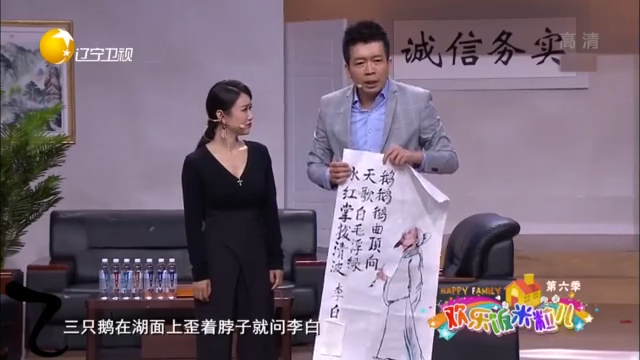 辽宁卫视
高清
诚信务实
鹅鹅鹅曲项向
天歌白毛浮绿
水红掌拨清波 李白
HAPPY FAMILY
第六季
欢乐饭米粒儿
三只鹅在湖面上歪着脖子就问李白